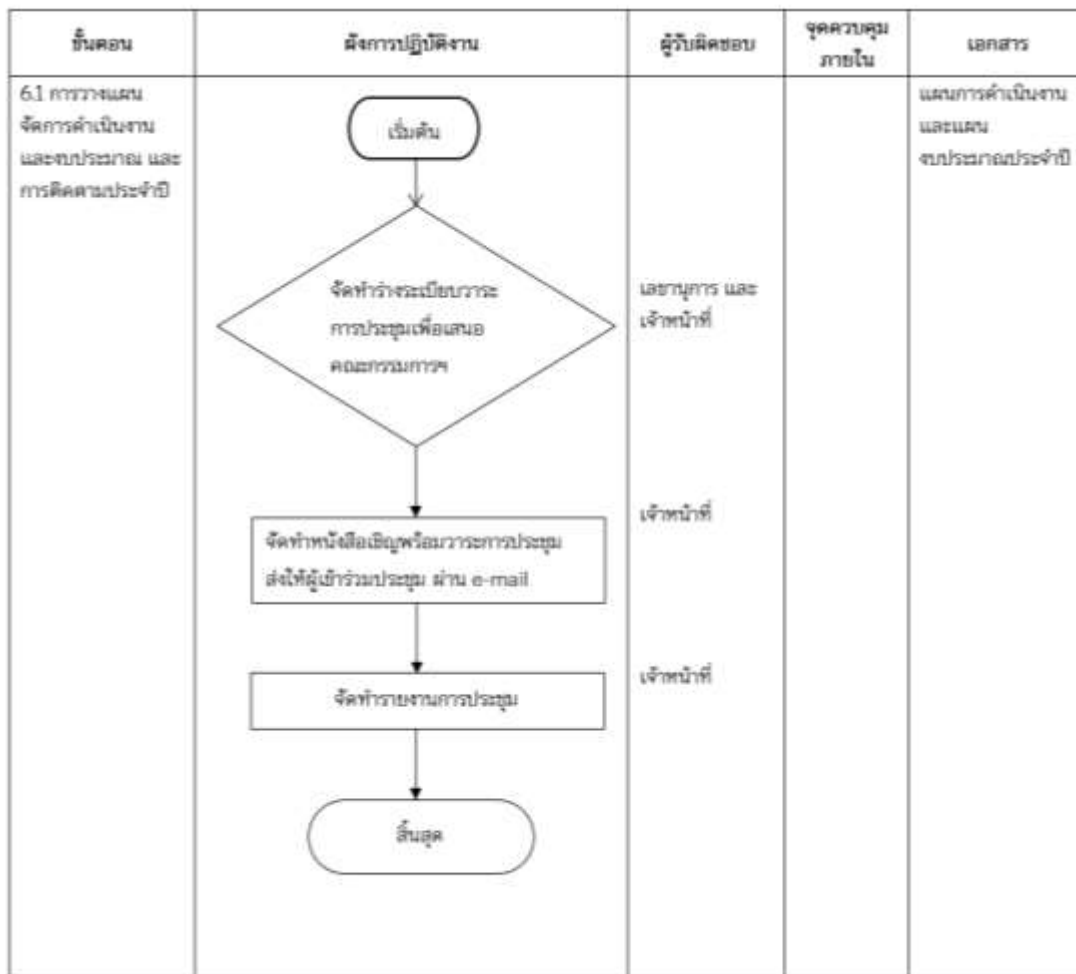 ขั้นตอน
ผังการปฏิบัติงาน
ผู้รับผิดชอบ
จุดควบคุม
ภายใน
เอกสาร
6.1 การวางแผน
จัดการดำเนินงาน
และงบประมาณ และ
การติดตามประจำปี
เริ่มต้น
จัดทำร่างระเบียบวาระ
การประชุมเพื่อเสนอ
คณะกรรมการฯ
เลขานุการ และ
เจ้าหน้าที่
แผนการดำเนินงาน
และแผน
งบประมาณประจำปี
จัดทำหนังสือเชิญพร้อมวาระการประชุม
ส่งให้ผู้เข้าร่วมประชุม ผ่าน e-mail
เจ้าหน้าที่
จัดทำรายงานการประชุม
เจ้าหน้าที่
สิ้นสุด